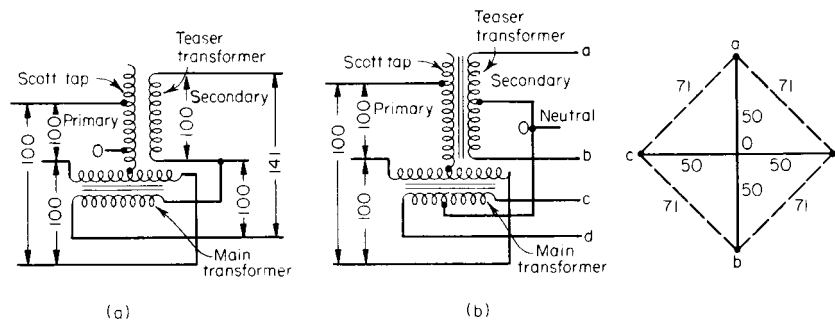 Teaser
transformer
Scott tap
Secondary
Primary
100
100
100
100
141
O
100
100
Main
transformer
(a)
Teaser
transformer
a
Scott tap
Secondary
Primary
Neutral
100
100
O
b
100
c
d
Main
transformer
(b)
a
71
71
50
O
c
50
50
50
71
71
b